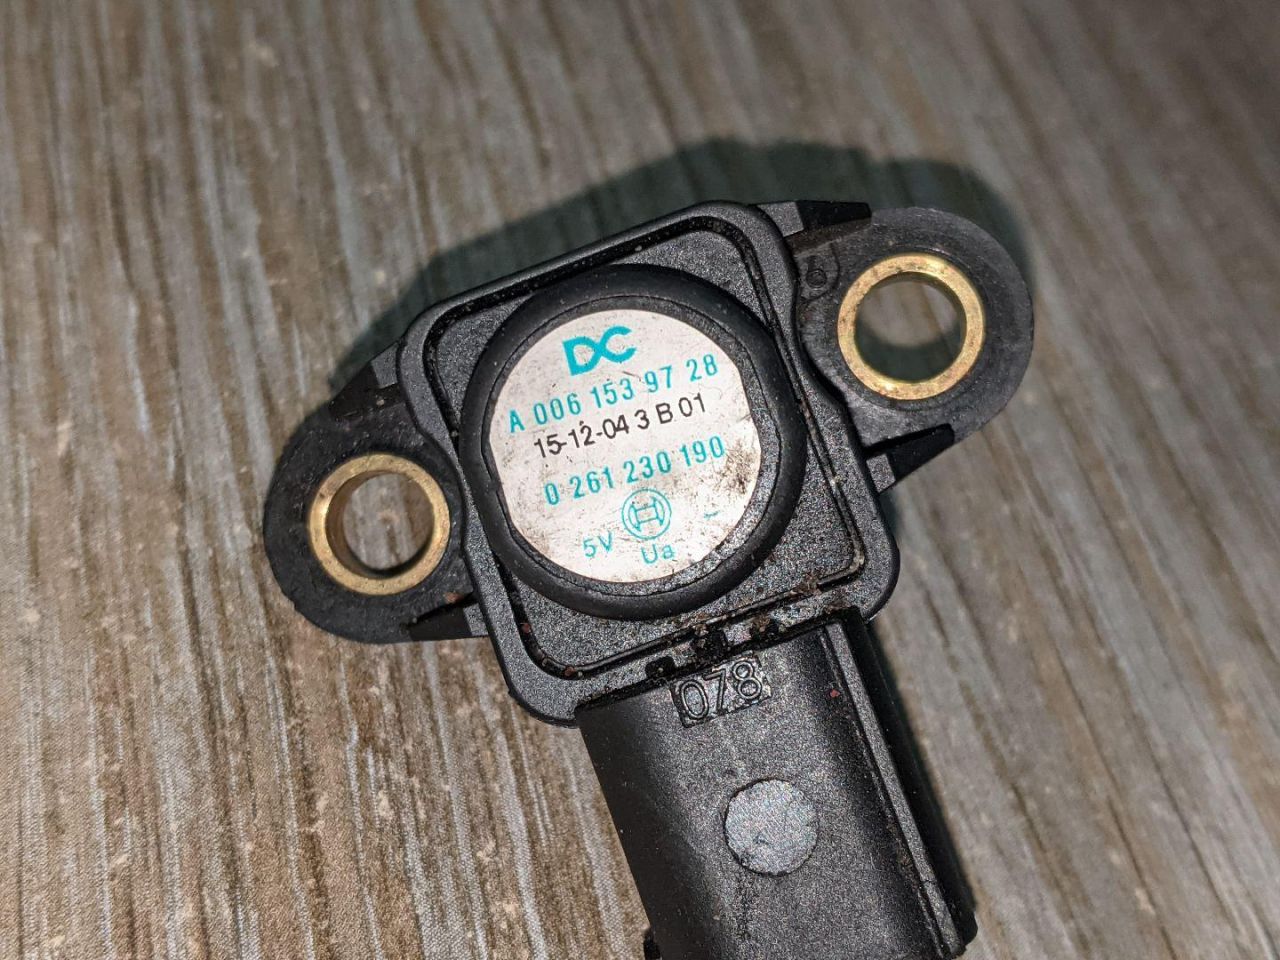 DC
A 006 153 97 28
15-12-04 3 B 01
0 261 230 190
5V Ua
078